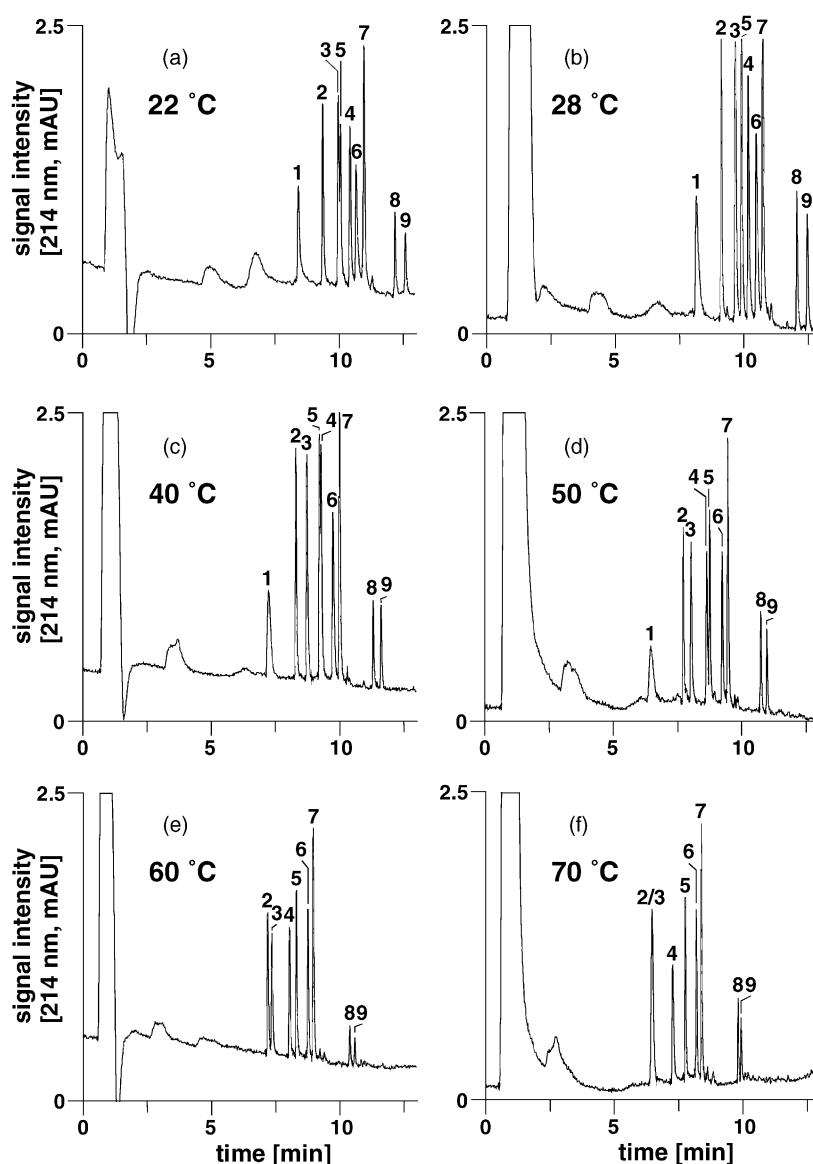 2.5
(a)
22 °C
3 5 7
2
4
6
1
8
9
0
0 5 10
signal intensity
[214 nm, mAU]
2.5
(b)
28 °C
2 3 5 7
4
6
1
8
9
0
0 5 10
2.5
(c)
40 °C
5 4
2 3 7
6
1
8 9
0
0 5 10
signal intensity
[214 nm, mAU]
2.5
(d)
50 °C
7
4 5
2 3 6
1
8
9
0
0 5 10
2.5
(e)
60 °C
7
6
5
2 3 4
8 9
0
0 5 10
time [min]
signal intensity
[214 nm, mAU]
2.5
(f)
70 °C
7
6
2/3 5
4
8 9
0
0 5 10
time [min]